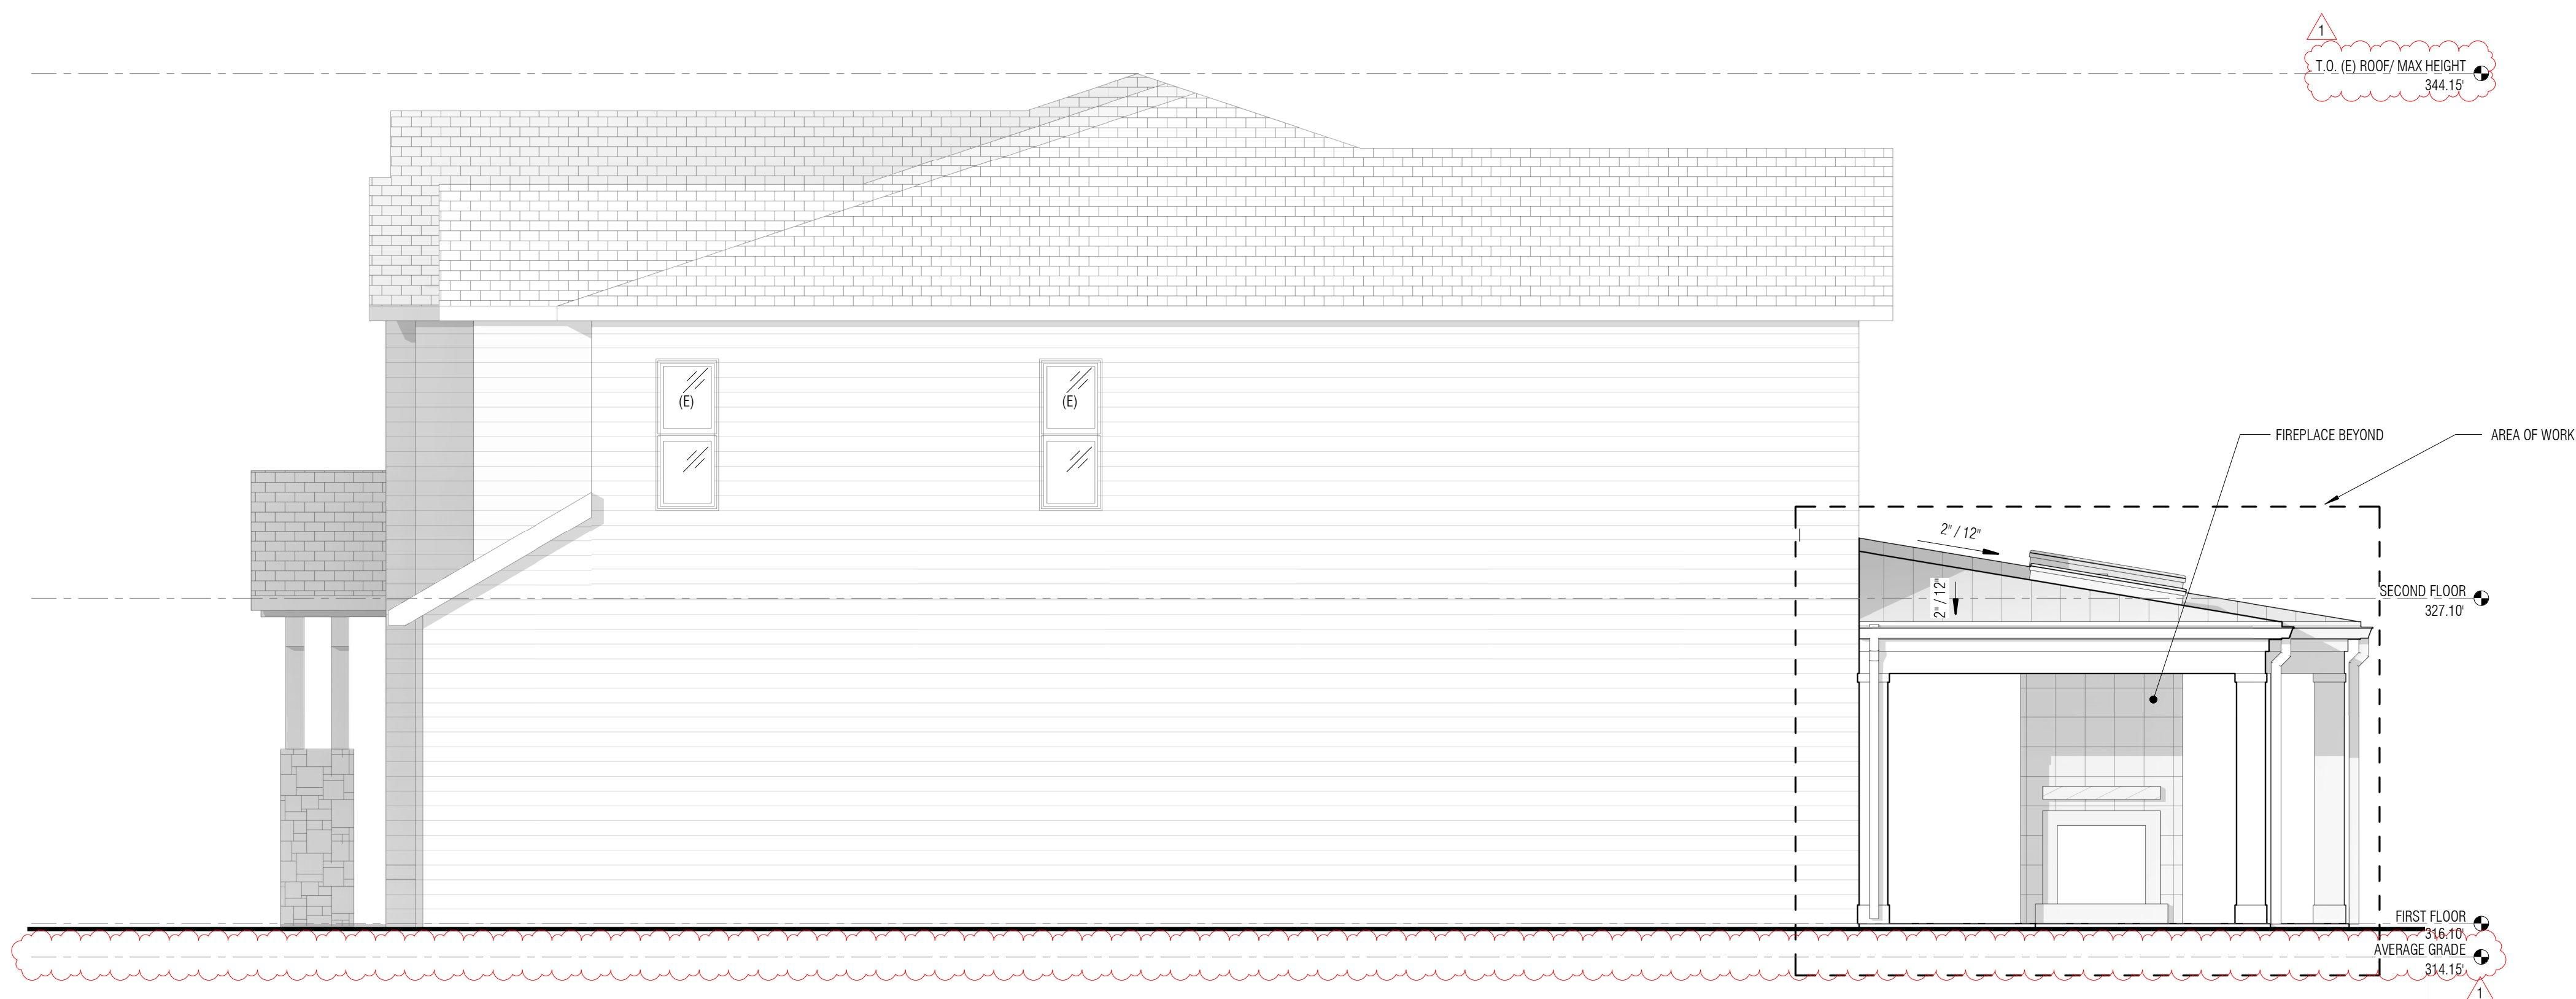 1
T.O. (E) ROOF/ MAX HEIGHT
344.15'
(E)
(E)
FIREPLACE BEYOND
AREA OF WORK
2" / 12"
2" / 12"
SECOND FLOOR
327.10'
FIRST FLOOR
316.10'
AVERAGE GRADE
314.15'
1